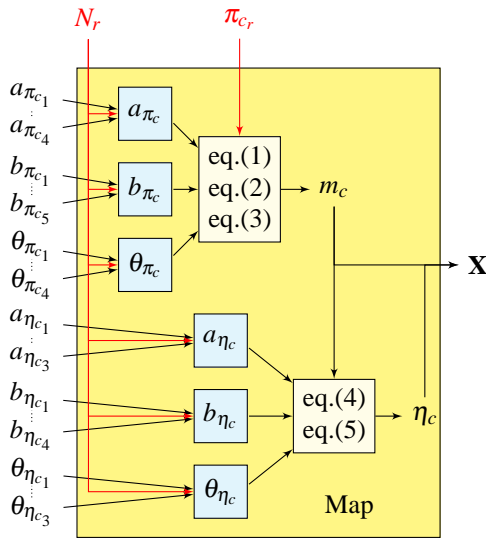 N_r π_{c_r}
a_{π_{c_1}}
⋮
a_{π_{c_4}}
a_{π_c}
b_{π_{c_1}}
⋮
b_{π_{c_5}}
b_{π_c}
θ_{π_{c_1}}
⋮
θ_{π_{c_4}}
θ_{π_c}
eq.(1)
eq.(2)
eq.(3)
m_c
X
a_{η_{c_1}}
⋮
a_{η_{c_3}}
a_{η_c}
b_{η_{c_1}}
⋮
b_{η_{c_4}}
b_{η_c}
θ_{η_{c_1}}
⋮
θ_{η_{c_3}}
θ_{η_c}
eq.(4)
eq.(5)
η_c
Map